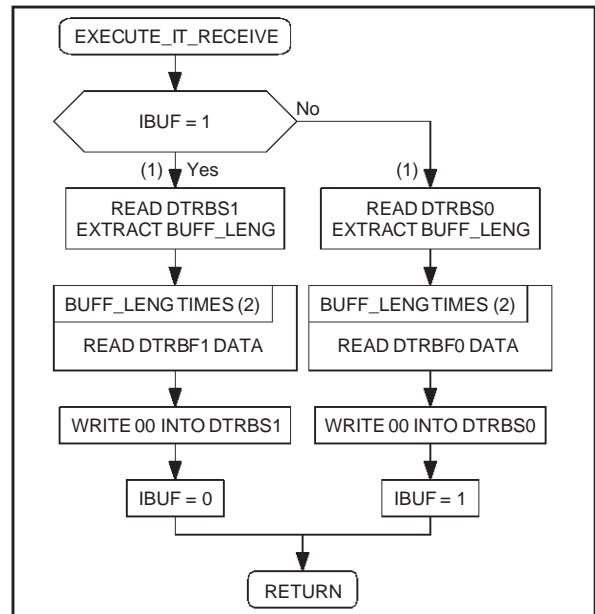 EXECUTE_IT_RECEIVE
IBUF = 1
No
(1) Yes
(1)
READ DTRBS1
EXTRACT BUFF_LENG
READ DTRBS0
EXTRACT BUFF_LENG
BUFF_LENG TIMES (2)
READ DTRBF1 DATA
BUFF_LENG TIMES (2)
READ DTRBF0 DATA
WRITE 00 INTO DTRBS1
WRITE 00 INTO DTRBS0
IBUF = 0
IBUF = 1
RETURN